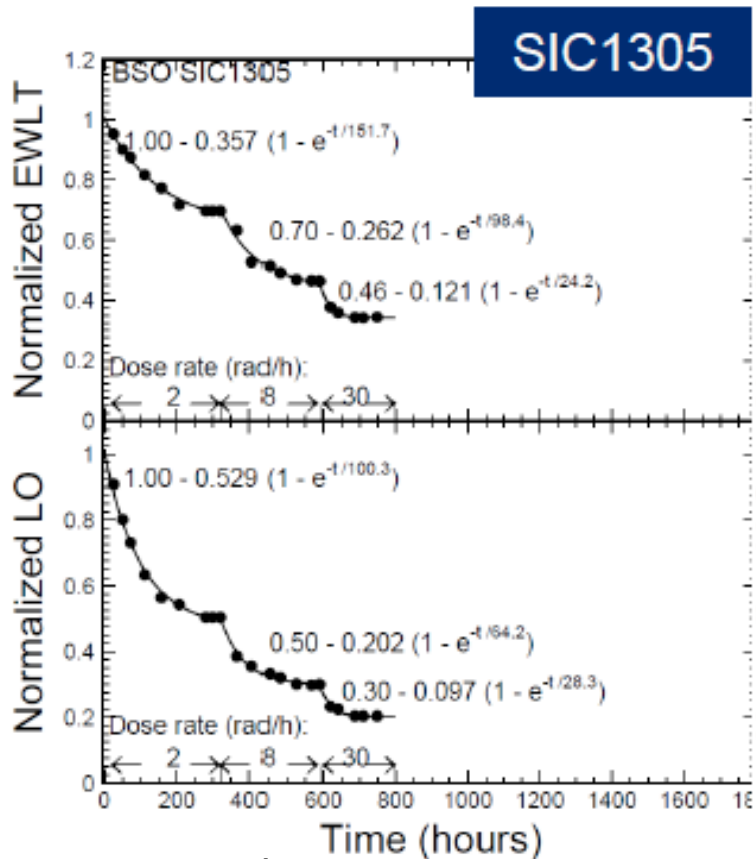 SIC1305
BSO SIC1305
Normalized EWLT
1.2
1
0.8
0.6
0.4
0.2
0
1.00 - 0.357 (1 - e^-t/151.7)
0.70 - 0.262 (1 - e^-t/98.4)
0.46 - 0.121 (1 - e^-t/24.2)
Dose rate (rad/h):
2 8 30
Normalized LO
1
0.8
0.6
0.4
0.2
0
1.00 - 0.529 (1 - e^-t/100.3)
0.50 - 0.202 (1 - e^-t/64.2)
0.30 - 0.097 (1 - e^-t/28.3)
Dose rate (rad/h):
2 8 30
0 200 400 600 800 1000 1200 1400 1600
Time (hours)